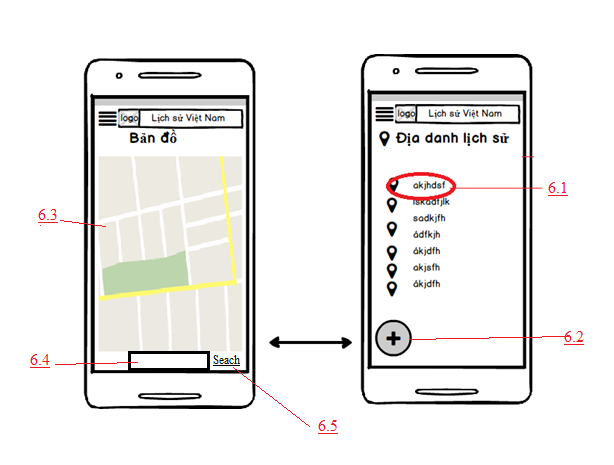 logo Lịch sử Việt Nam
Bản đồ
6.3
6.4
Seach
6.5
logo Lịch sử Việt Nam
Địa danh lịch sử
akjhdsf
6.1
lskadfjlk
sadkjfh
ádfkjh
ákjdfh
akjsfh
ákjdfh
6.2